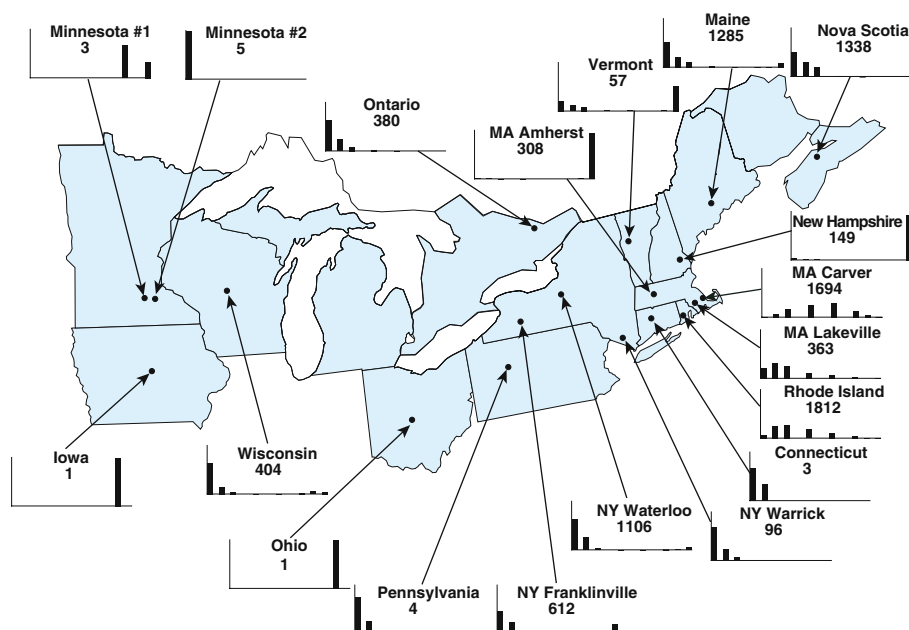 Minnesota #1
3
Minnesota #2
5
Maine
1285
Nova Scotia
1338
Vermont
57
Ontario
380
MA Amherst
308
New Hampshire
149
MA Carver
1694
MA Lakeville
363
Rhode Island
1812
Connecticut
3
Iowa
1
Wisconsin
404
NY Waterloo
1106
NY Warrick
96
Ohio
1
Pennsylvania
4
NY Franklinville
612